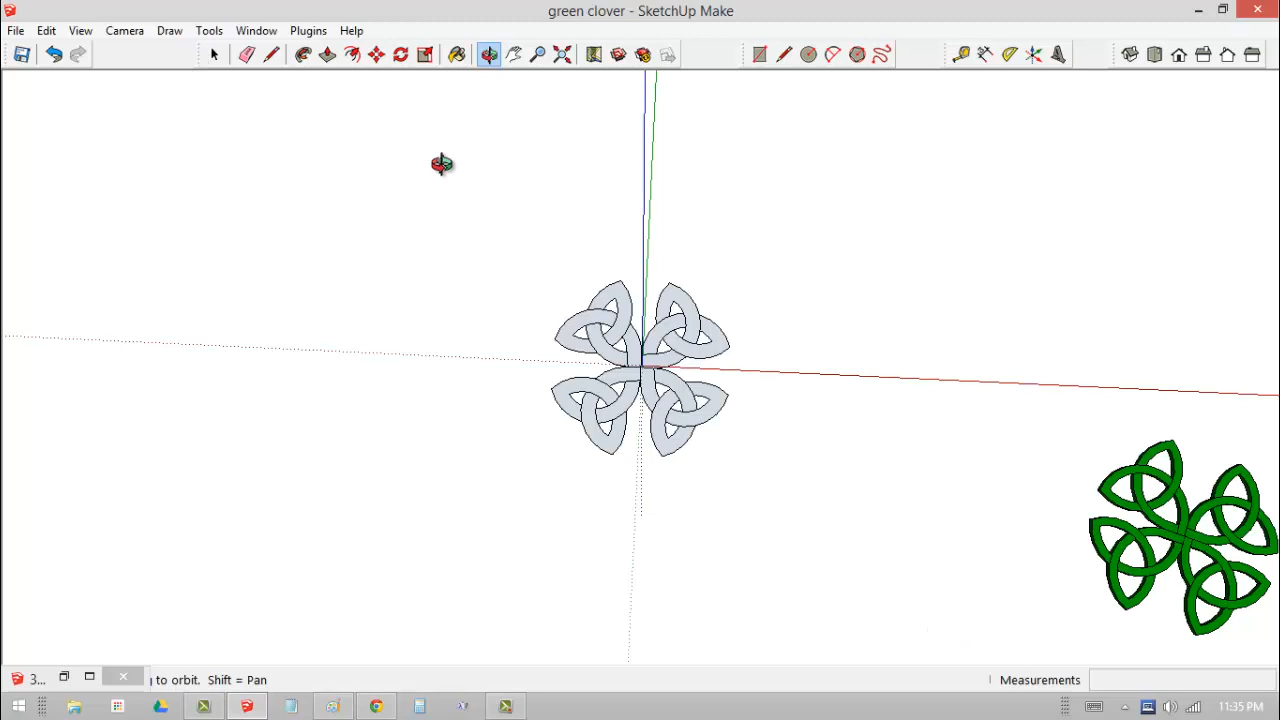 green clover - SketchUp Make
File Edit View Camera Draw Tools Window Plugins Help
3... to orbit. Shift = Pan Measurements
11:35 PM